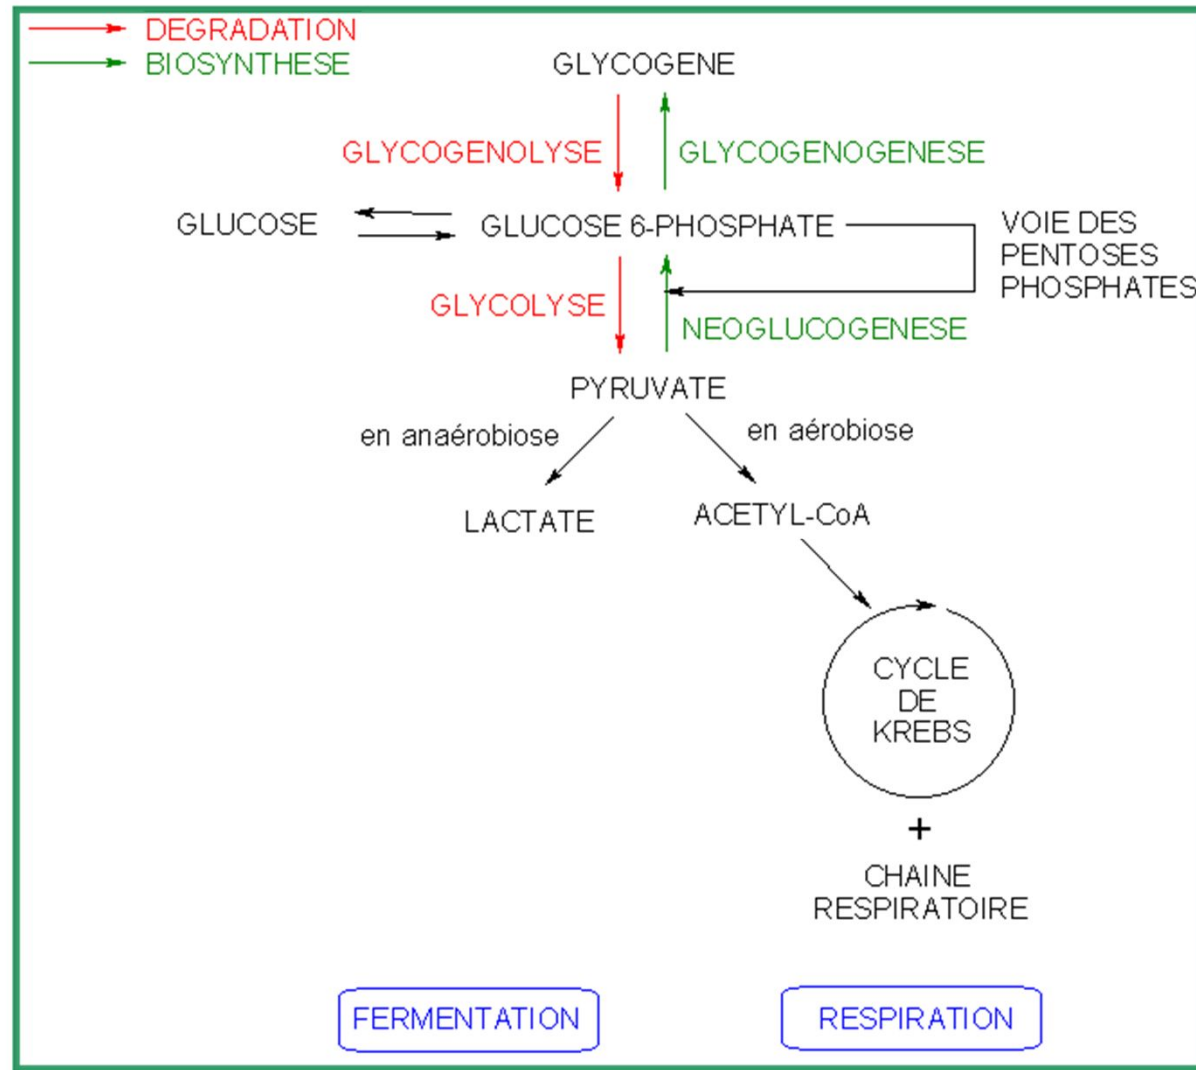 DEGRADATION
BIOSYNTHESE
GLYCOGENE
GLYCOGENOLYSE
GLYCOGENOGENESE
GLUCOSE
GLUCOSE 6-PHOSPHATE
VOIE DES
PENTOSES
PHOSPHATES
GLYCOLYSE
NEOGLUCOGENESE
PYRUVATE
en anaérobiose
en aérobiose
LACTATE
ACETYL-CoA
CYCLE
DE
KREBS
+
CHAINE
RESPIRATOIRE
FERMENTATION
RESPIRATION